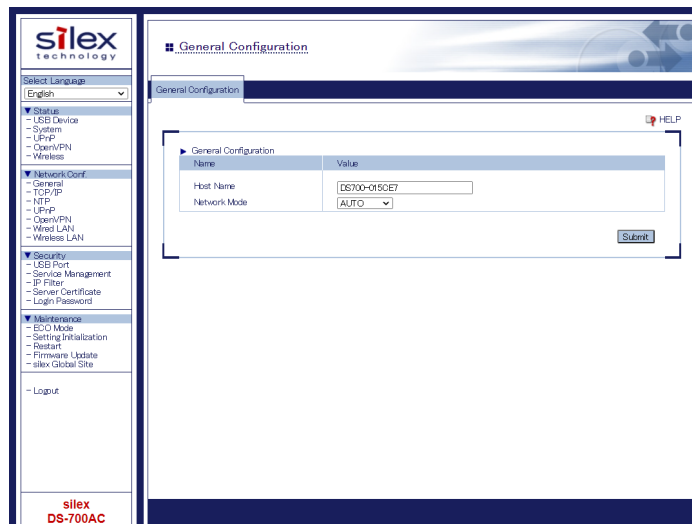 silex
technology
Select Language
English
▼ Status
- USB Device
- System
- UPnP
- OpenVPN
- Wireless
▼ Network Conf.
- General
- TCP/IP
- NTP
- UPnP
- OpenVPN
- Wired LAN
- Wireless LAN
▼ Security
- USB Port
- Service Management
- IP Filter
- Server Certificate
- Login Password
▼ Maintenance
- ECO Mode
- Setting Initialization
- Restart
- Firmware Update
- silex Global Site
- Logout
silex
DS-700AC
General Configuration
General Configuration
HELP
▶ General Configuration
Name Value
Host Name DS700-015CE7
Network Mode AUTO
Submit